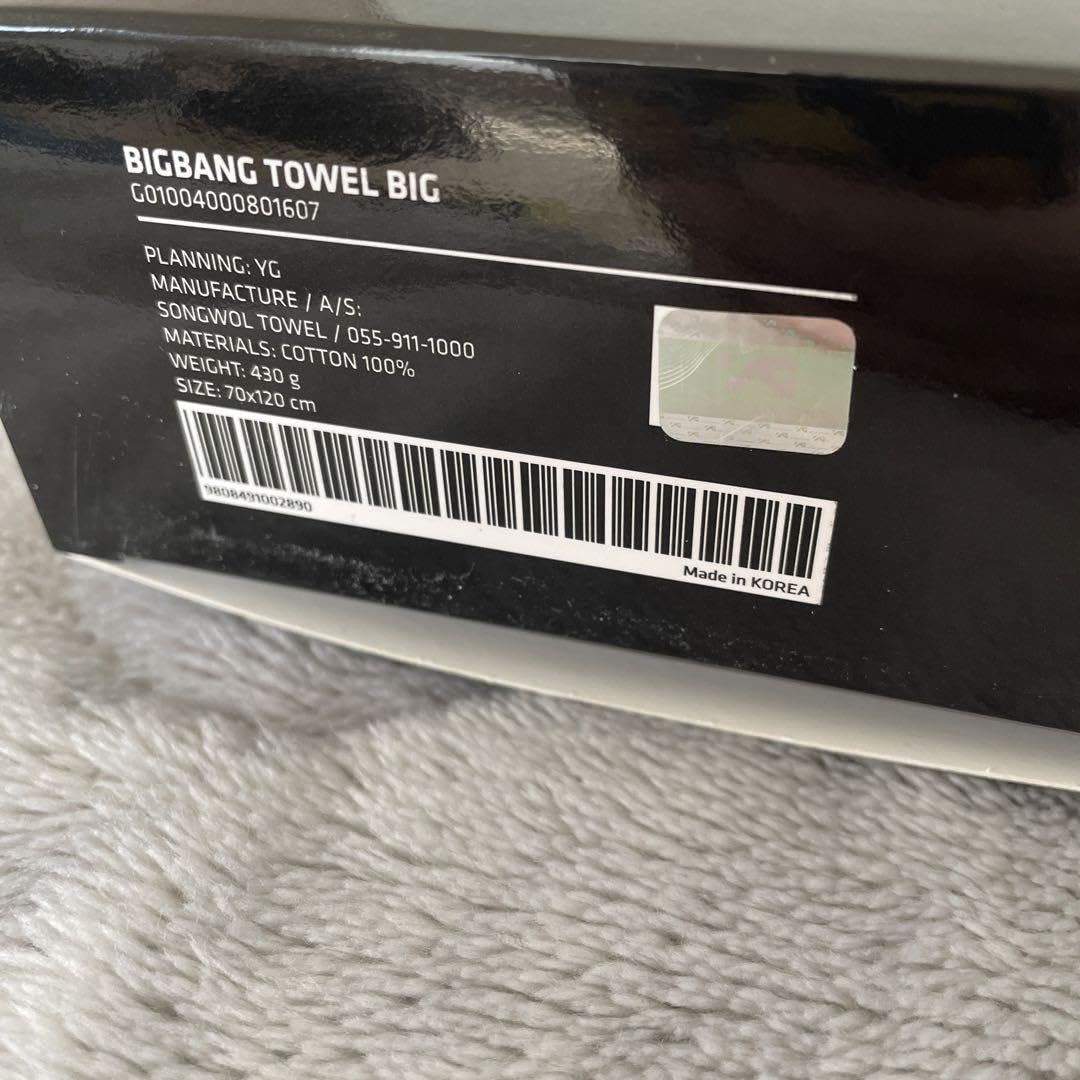 BIGBANG TOWEL BIG
G01004000801607
PLANNING: YG
MANUFACTURE / A/S:
SONGWOL TOWEL / 055-911-1000
MATERIALS: COTTON 100%
WEIGHT: 430 g
SIZE: 70x120 cm
9808491002890
Made in KOREA